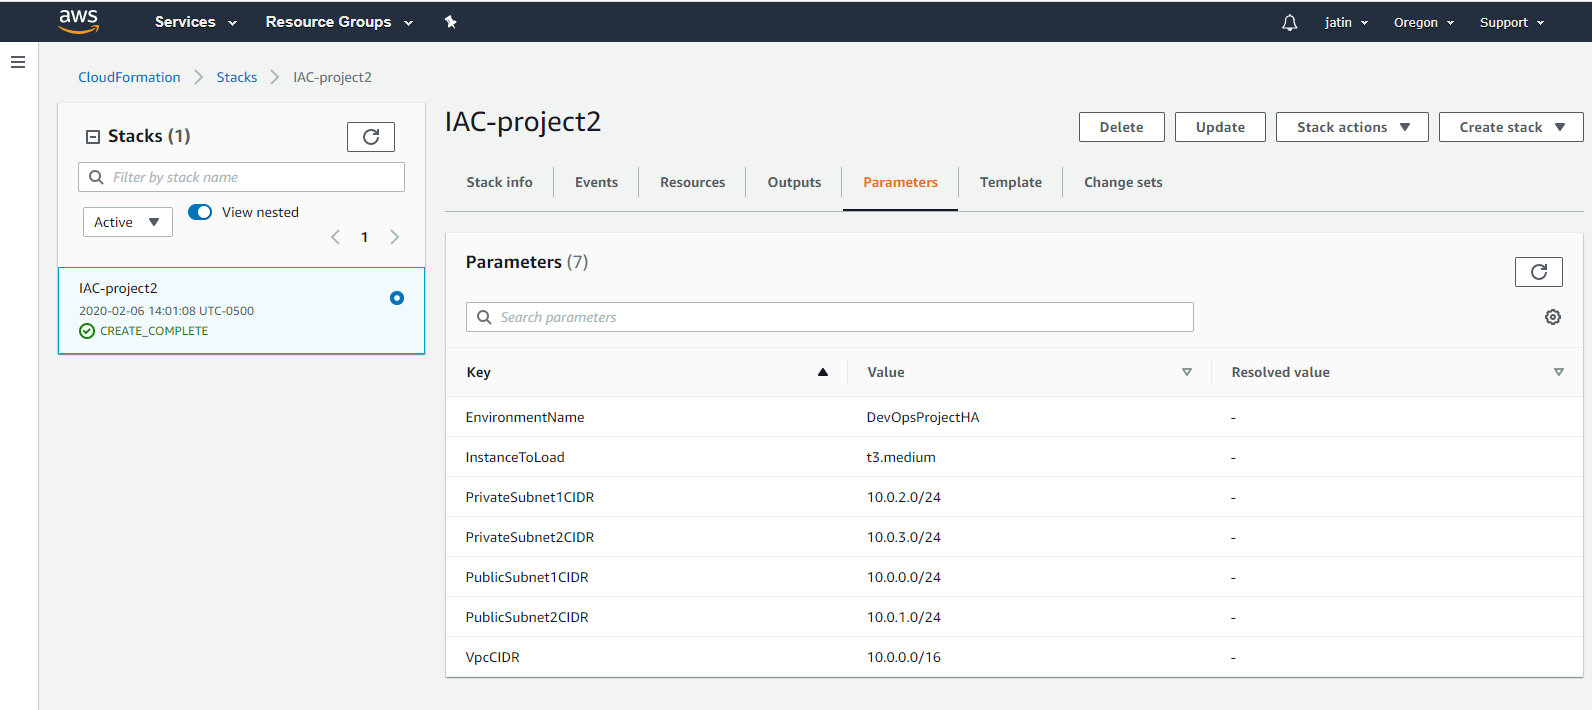 aws Services Resource Groups jatin Oregon Support
CloudFormation Stacks IAC-project2
Stacks (1)
Filter by stack name
Active View nested
1
IAC-project2
2020-02-06 14:01:08 UTC-0500
CREATE_COMPLETE
IAC-project2
Delete Update Stack actions Create stack
Stack info Events Resources Outputs Parameters Template Change sets
Parameters (7)
Search parameters
Key Value Resolved value
EnvironmentName DevOpsProjectHA -
InstanceToLoad t3.medium -
PrivateSubnet1CIDR 10.0.2.0/24 -
PrivateSubnet2CIDR 10.0.3.0/24 -
PublicSubnet1CIDR 10.0.0.0/24 -
PublicSubnet2CIDR 10.0.1.0/24 -
VpcCIDR 10.0.0.0/16 -